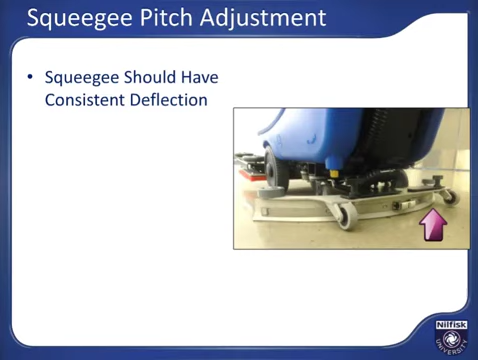 Squeegee Pitch Adjustment
• Squeegee Should Have
Consistent Deflection
Nilfisk
UNIVERSITY